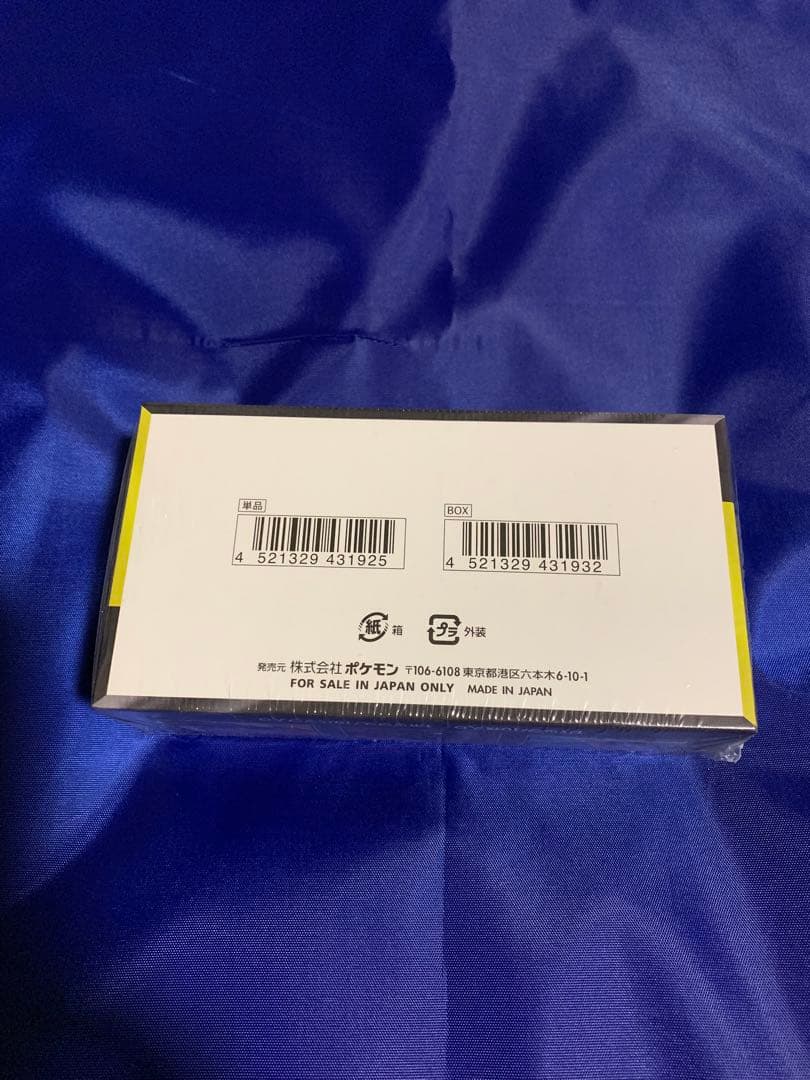 単品
4 521329 431925
BOX
4 521329 431932
紙 箱
プラ 外装
発売元 株式会社 ポケモン 〒106-6108 東京都港区六本木6-10-1
FOR SALE IN JAPAN ONLY MADE IN JAPAN